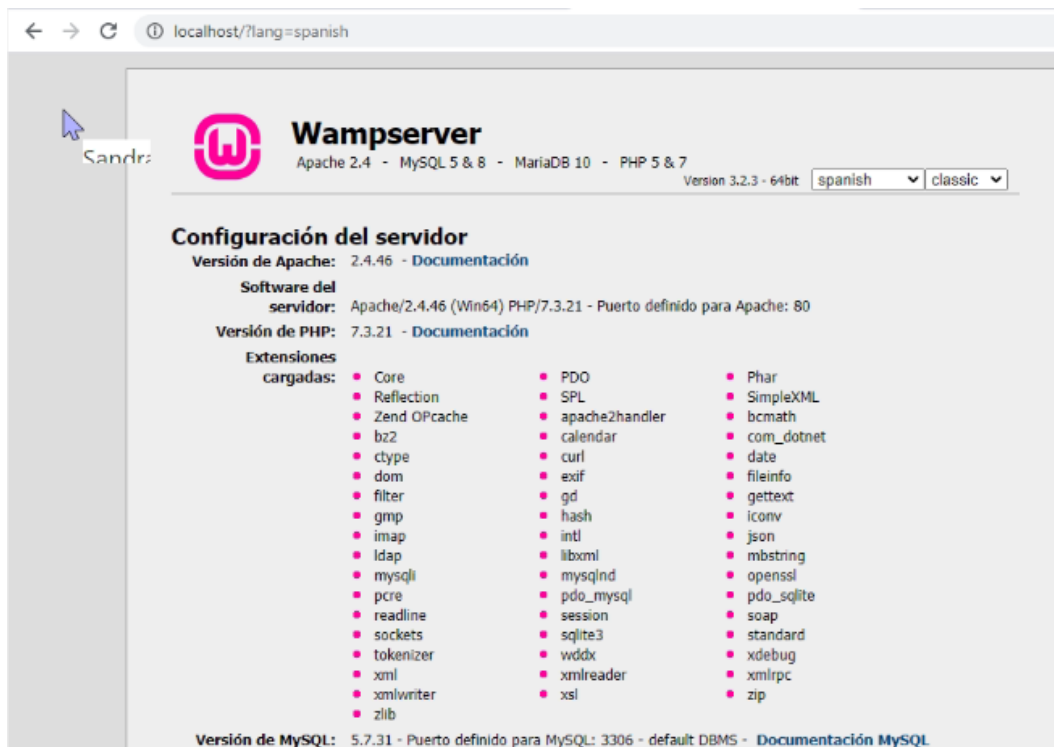 localhost/?lang=spanish
Wampserver
Apache 2.4 - MySQL 5 & 8 - MariaDB 10 - PHP 5 & 7
Version 3.2.3 - 64bit spanish classic
Sandra
Configuración del servidor
Versión de Apache: 2.4.46 - Documentación
Software del
servidor: Apache/2.4.46 (Win64) PHP/7.3.21 - Puerto definido para Apache: 80
Versión de PHP: 7.3.21 - Documentación
Extensiones
cargadas: Core PDO Phar
Reflection SPL SimpleXML
Zend OPcache apache2handler bcmath
bz2 calendar com_dotnet
ctype curl date
dom exif fileinfo
filter gd gettext
gmp hash iconv
imap intl json
ldap libxml mbstring
mysqli mysqlnd openssl
pcre pdo_mysql pdo_sqlite
readline session soap
sockets sqlite3 standard
tokenizer wddx xdebug
xml xmlreader xmlrpc
xmlwriter xsl zip
zlib
Versión de MySQL: 5.7.31 - Puerto definido para MySQL: 3306 - default DBMS - Documentación MySQL